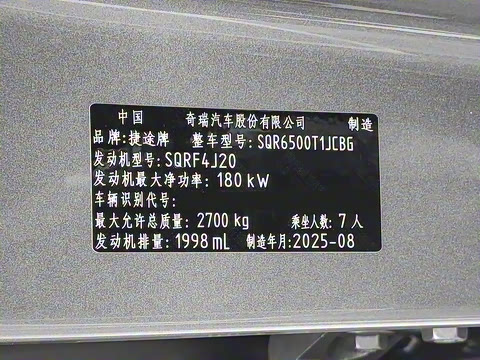 中国 奇瑞汽车股份有限公司 制造
品牌:捷途牌 整车型号:SQR6500T1JCBG
发动机型号:SQRF4J20
发动机最大净功率:180 kW
车辆识别代号:
最大允许总质量:2700 kg 乘坐人数:7人
发动机排量:1998 mL 制造年月:2025-08